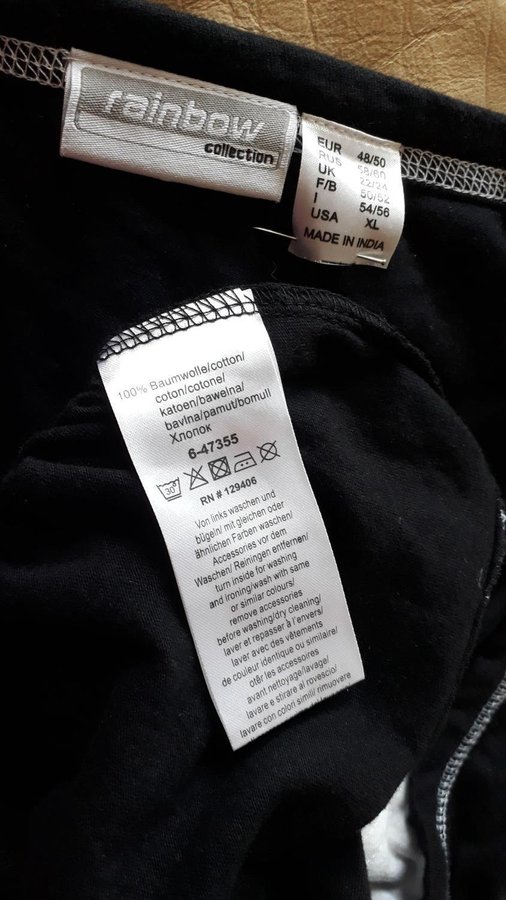 rainbow
collection
EUR 48/50
RUS 58/60
UK 22/24
F/B 50/52
I 54/56
USA XL
MADE IN INDIA
100% Baumwolle/cotton/
coton/cotone/
katoen/bawełna/
bavlna/pamut/bomull
Хлопок
6-47355
30°
RN # 129406
Von links waschen und
bügeln/ mit gleichen oder
ähnlichen Farben waschen/
Accessories vor dem
Waschen/ Reiningen entfernen/
turn inside for washing
and ironing/wash with same
or similar colours/
remove accessories
before washing/dry cleaning/
laver et repasser à l'envers/
laver avec des vêtements
de couleur identique ou similaire/
otêr les accessoires
avant nettoyage/lavage/
lavare e stirare al rovescio/
lavare con colori simili/ rimuovere